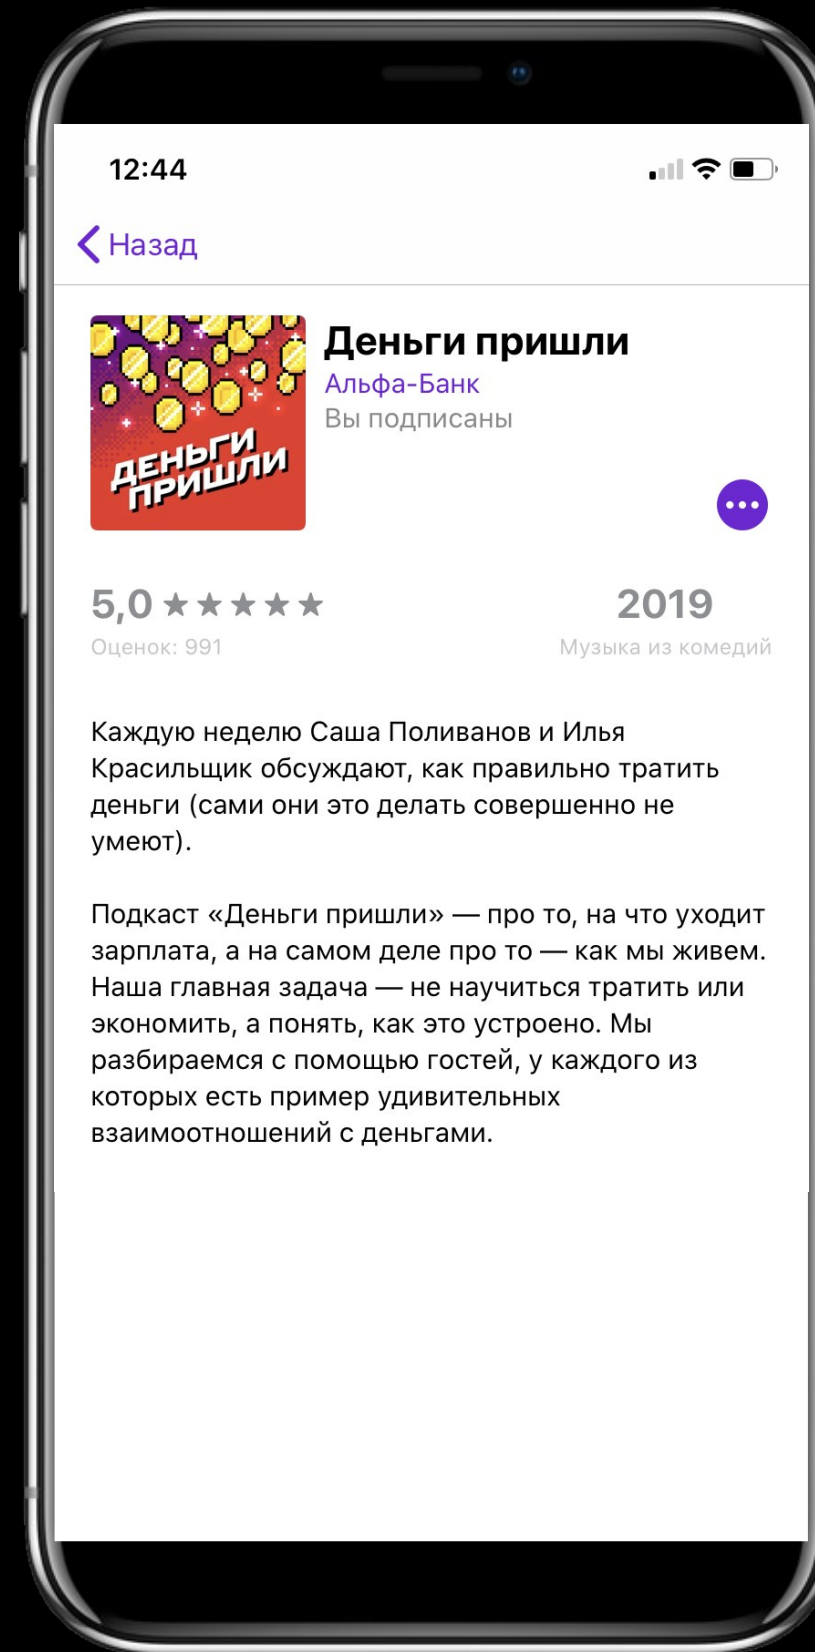 12:44
Назад
ДЕНЬГИ
ПРИШЛИ
Деньги пришли
Альфа-Банк
Вы подписаны
5,0 ★★★★★
Оценок: 991
2019
Музыка из комедий
Каждую неделю Саша Поливанов и Илья
Красильщик обсуждают, как правильно тратить
деньги (сами они это делать совершенно не
умеют).
Подкаст «Деньги пришли» — про то, на что уходит
зарплата, а на самом деле про то — как мы живем.
Наша главная задача — не научиться тратить или
экономить, а понять, как это устроено. Мы
разбираемся с помощью гостей, у каждого из
которых есть пример удивительных
взаимоотношений с деньгами.